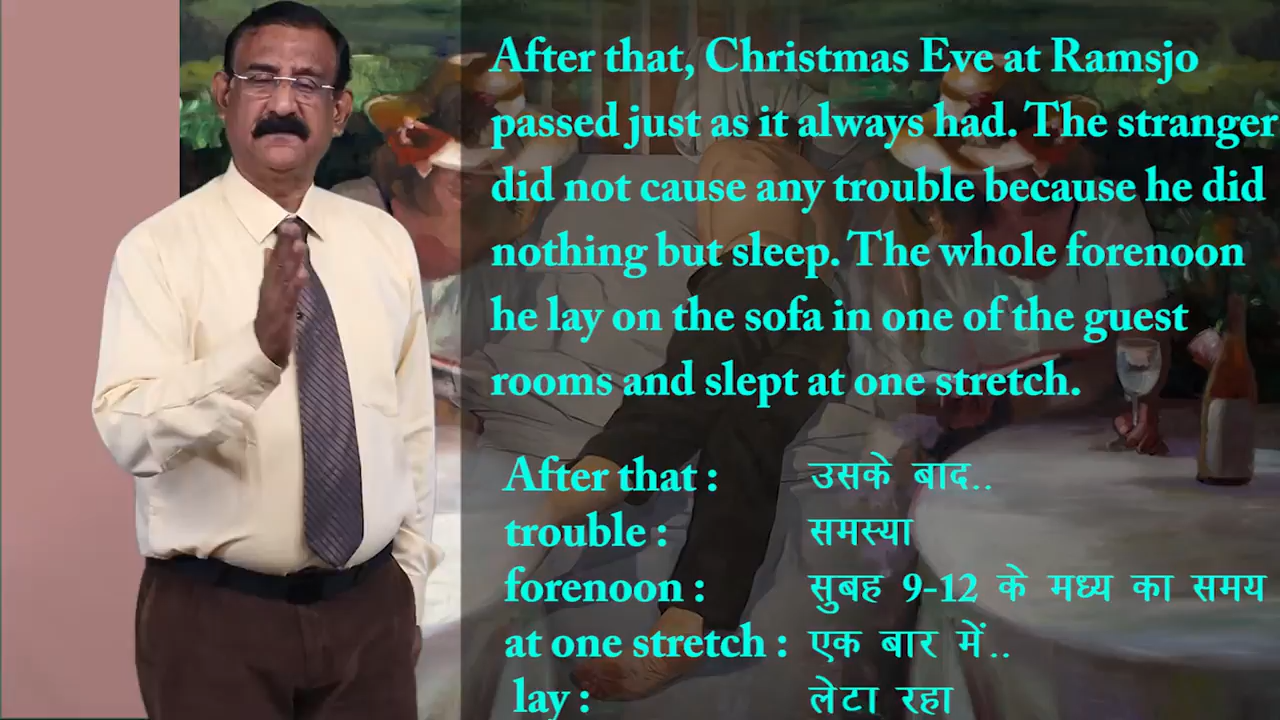 After that, Christmas Eve at Ramsjo
passed just as it always had. The stranger
did not cause any trouble because he did
nothing but sleep. The whole forenoon
he lay on the sofa in one of the guest
rooms and slept at one stretch.
After that : उसके बाद..
trouble : समस्या
forenoon : सुबह 9-12 के मध्य का समय
at one stretch : एक बार में..
lay : लेटा रहा